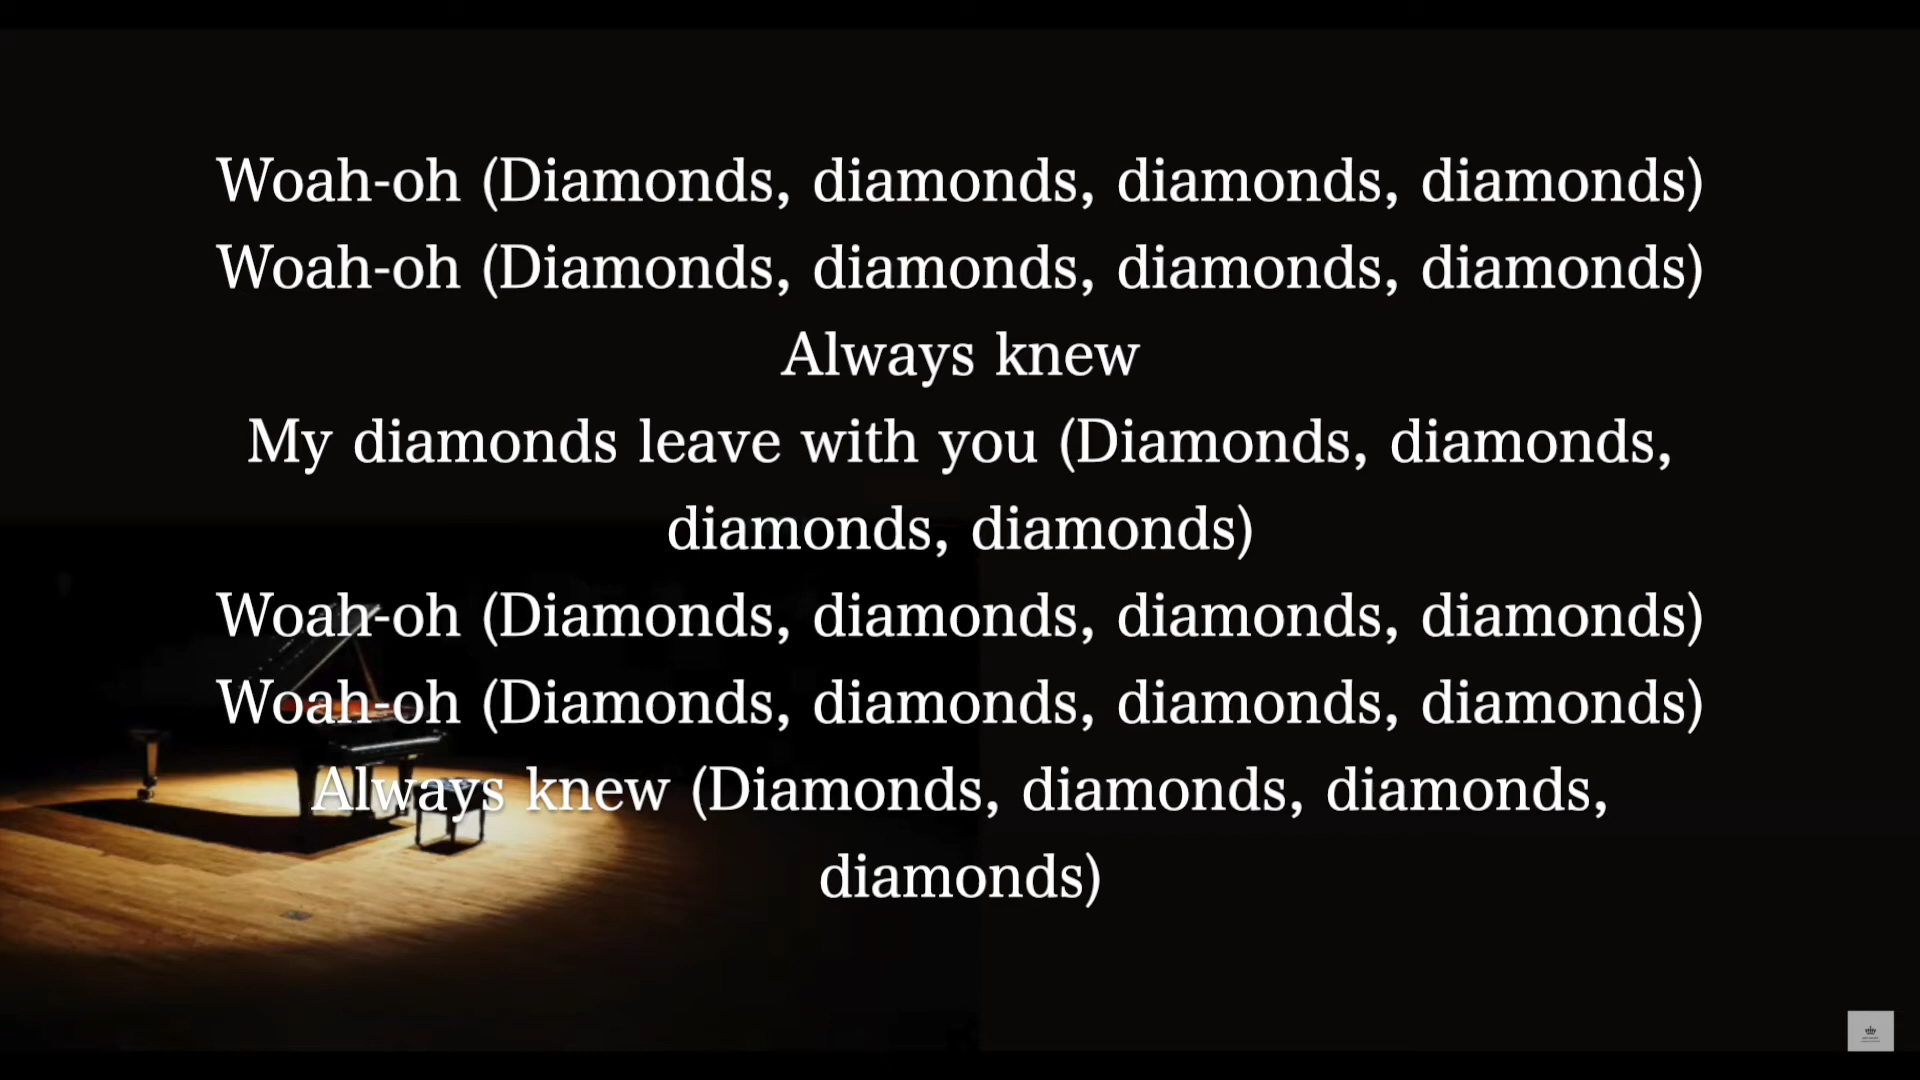 Woah-oh (Diamonds, diamonds, diamonds, diamonds)
Woah-oh (Diamonds, diamonds, diamonds, diamonds)
Always knew
My diamonds leave with you (Diamonds, diamonds,
diamonds, diamonds)
Woah-oh (Diamonds, diamonds, diamonds, diamonds)
Woah-oh (Diamonds, diamonds, diamonds, diamonds)
Always knew (Diamonds, diamonds, diamonds,
diamonds)